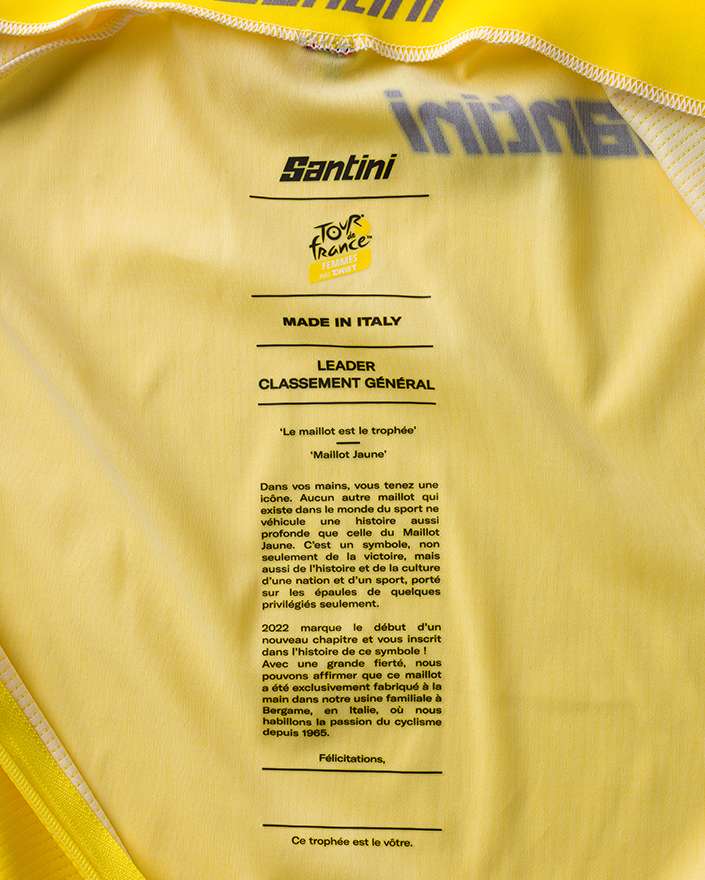 Santini
Santini
Santini
TOUR
de
france™
FEMMES
avec ZWIFT
MADE IN ITALY
LEADER
CLASSEMENT GÉNÉRAL
‘Le maillot est le trophée’
‘Maillot Jaune’
Dans vos mains, vous tenez une
icône. Aucun autre maillot qui
existe dans le monde du sport ne
véhicule une histoire aussi
profonde que celle du Maillot
Jaune. C’est un symbole, non
seulement de la victoire, mais
aussi de l’histoire et de la culture
d’une nation et d’un sport, porté
sur les épaules de quelques
privilégiés seulement.
2022 marque le début d’un
nouveau chapitre et vous inscrit
dans l’histoire de ce symbole !
Avec une grande fierté, nous
pouvons affirmer que ce maillot
a été exclusivement fabriqué à la
main dans notre usine familiale à
Bergame, en Italie, où nous
habillons la passion du cyclisme
depuis 1965.
Félicitations,
Ce trophée est le vôtre.